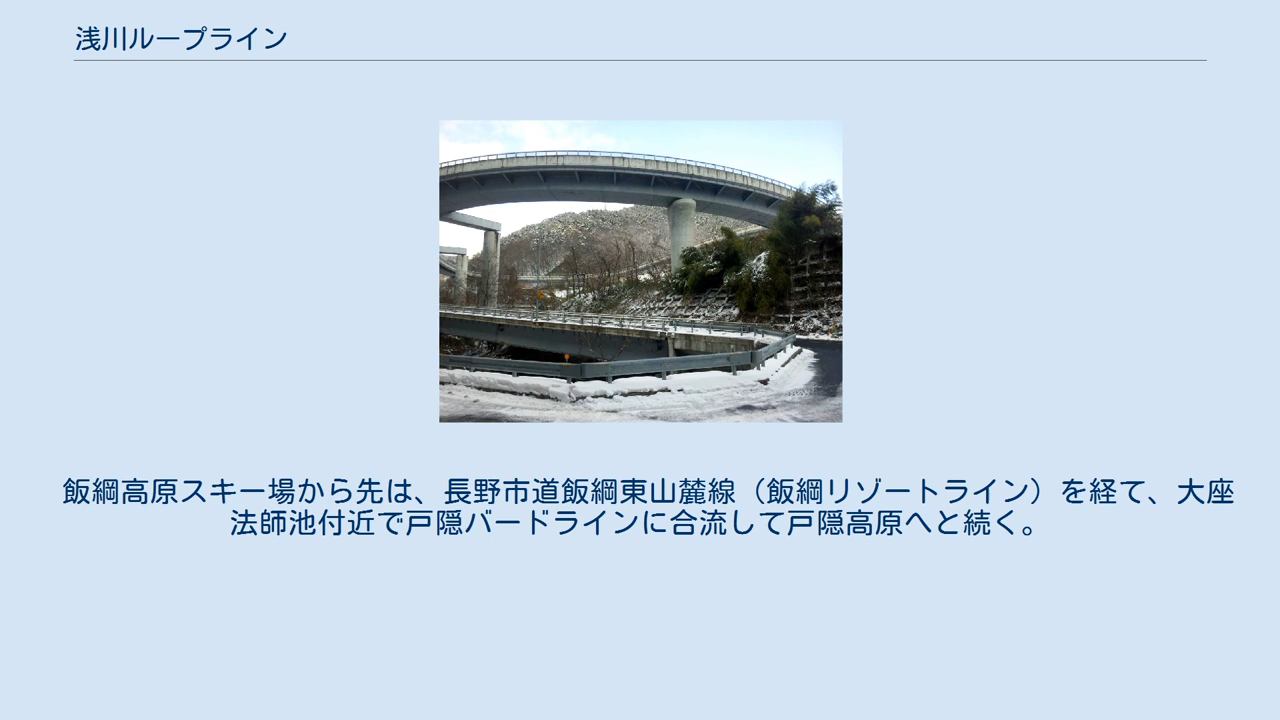 浅川ループライン
飯綱高原スキー場から先は、長野市道飯綱東山麓線（飯綱リゾートライン）を経て、大座
法師池付近で戸隠バードラインに合流して戸隠高原へと続く。